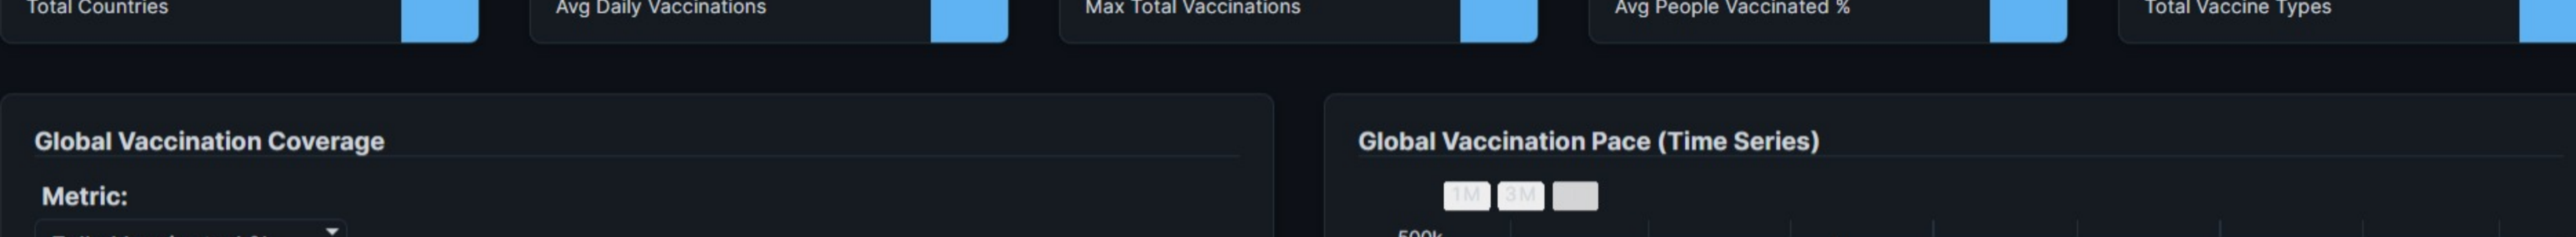 Total Countries
Avg Daily Vaccinations
Max Total Vaccinations
Avg People Vaccinated %
Total Vaccine Types
Global Vaccination Coverage
Global Vaccination Pace (Time Series)
Metric:
1M 3M
500k